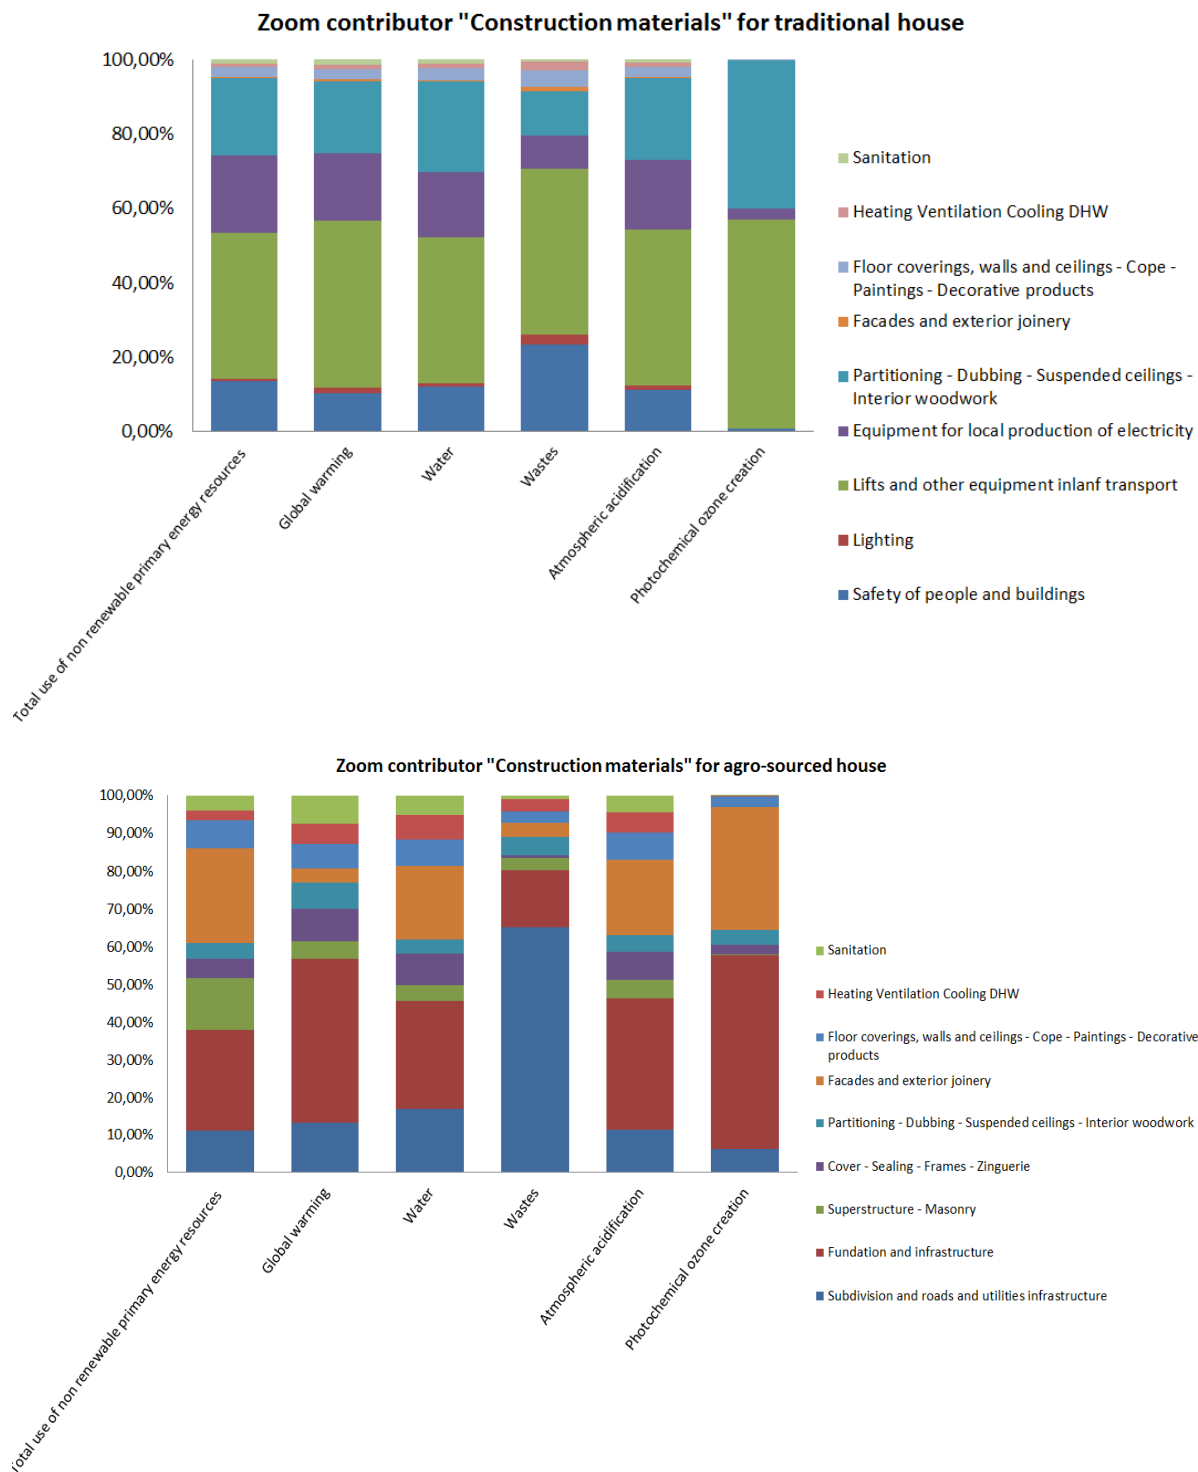 Zoom contributor "Construction materials" for traditional house
100,00%
80,00%
60,00%
40,00%
20,00%
0,00%
Total use of non renewable primary energy resources
Global warming
Water
Wastes
Atmospheric acidification
Photochemical ozone creation
Sanitation
Heating Ventilation Cooling DHW
Floor coverings, walls and ceilings - Cope -
Paintings - Decorative products
Facades and exterior joinery
Partitioning - Dubbing - Suspended ceilings -
Interior woodwork
Equipment for local production of electricity
Lifts and other equipment inlanf transport
Lighting
Safety of people and buildings
Zoom contributor "Construction materials" for agro-sourced house
100,00%
90,00%
80,00%
70,00%
60,00%
50,00%
40,00%
30,00%
20,00%
10,00%
0,00%
Total use of non renewable primary energy resources
Global warming
Water
Wastes
Atmospheric acidification
Photochemical ozone creation
Sanitation
Heating Ventilation Cooling DHW
Floor coverings, walls and ceilings - Cope - Paintings - Decorative
products
Facades and exterior joinery
Partitioning - Dubbing - Suspended ceilings - Interior woodwork
Cover - Sealing - Frames - Zinguerie
Superstructure - Masonry
Fundation and infrastructure
Subdivision and roads and utilities infrastructure